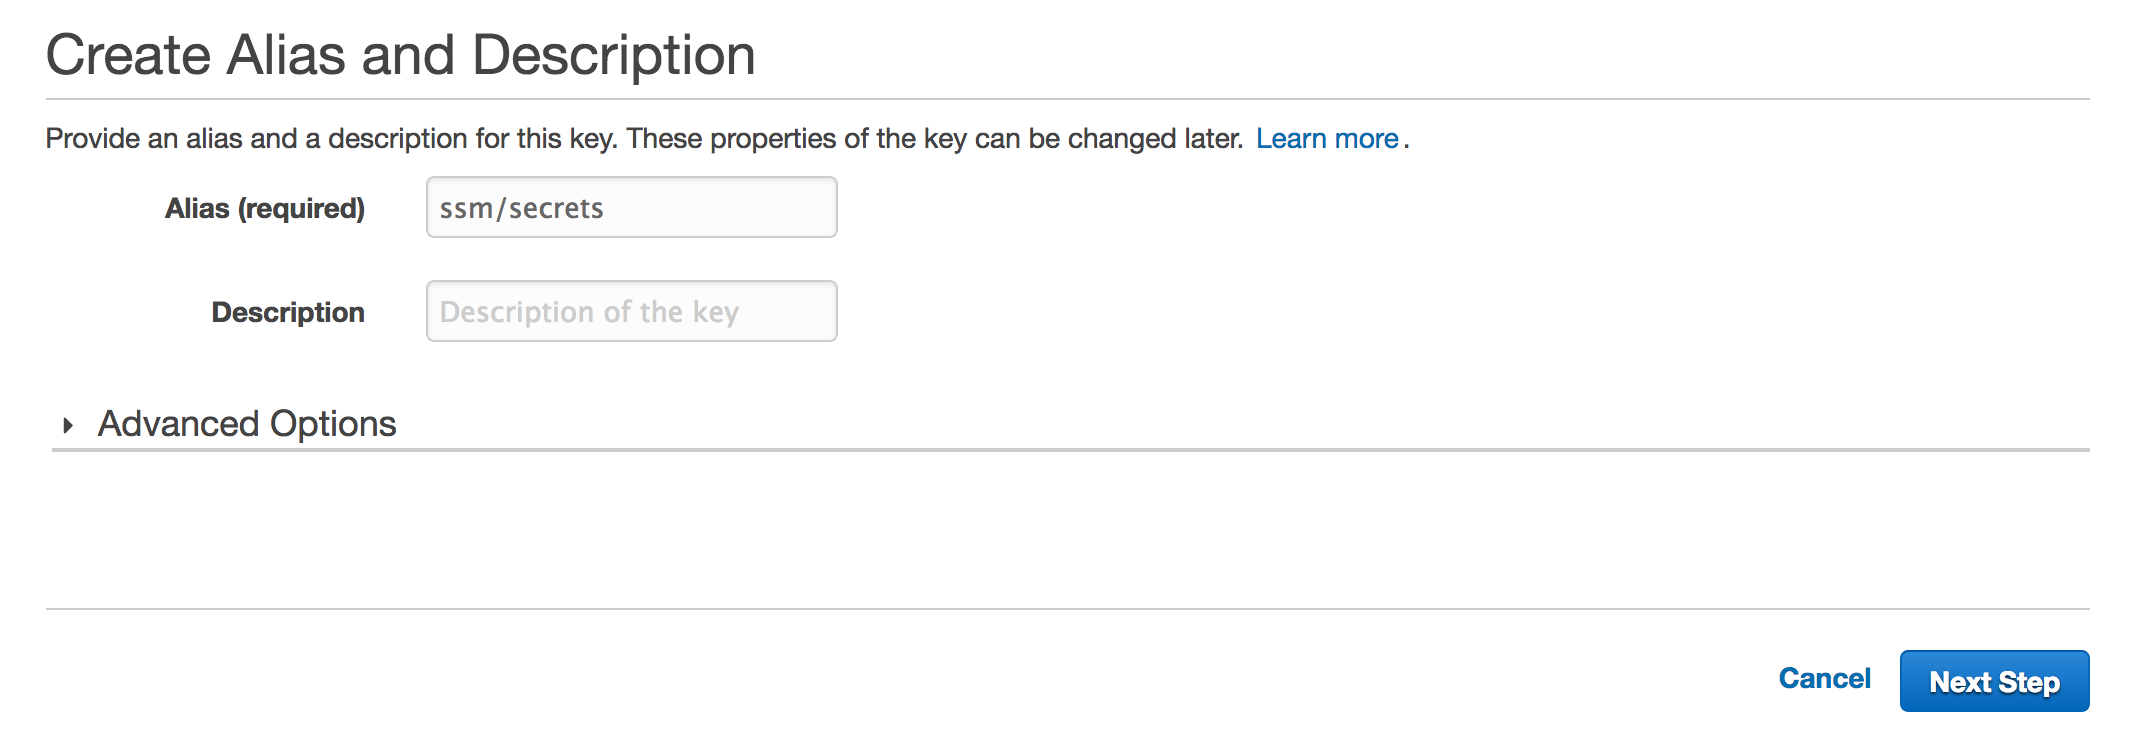 Create Alias and Description
Provide an alias and a description for this key. These properties of the key can be changed later. Learn more.
Alias (required) ssm/secrets
Description Description of the key
Advanced Options
Cancel Next Step